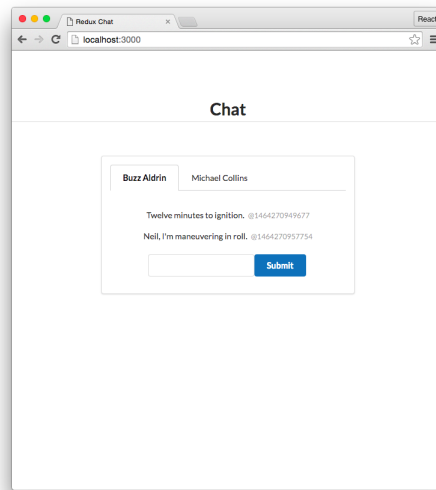 Redux Chat
React
localhost:3000
Chat
Buzz Aldrin
Michael Collins
Twelve minutes to ignition. @1464270949677
Neil, I'm maneuvering in roll. @1464270957754
Submit